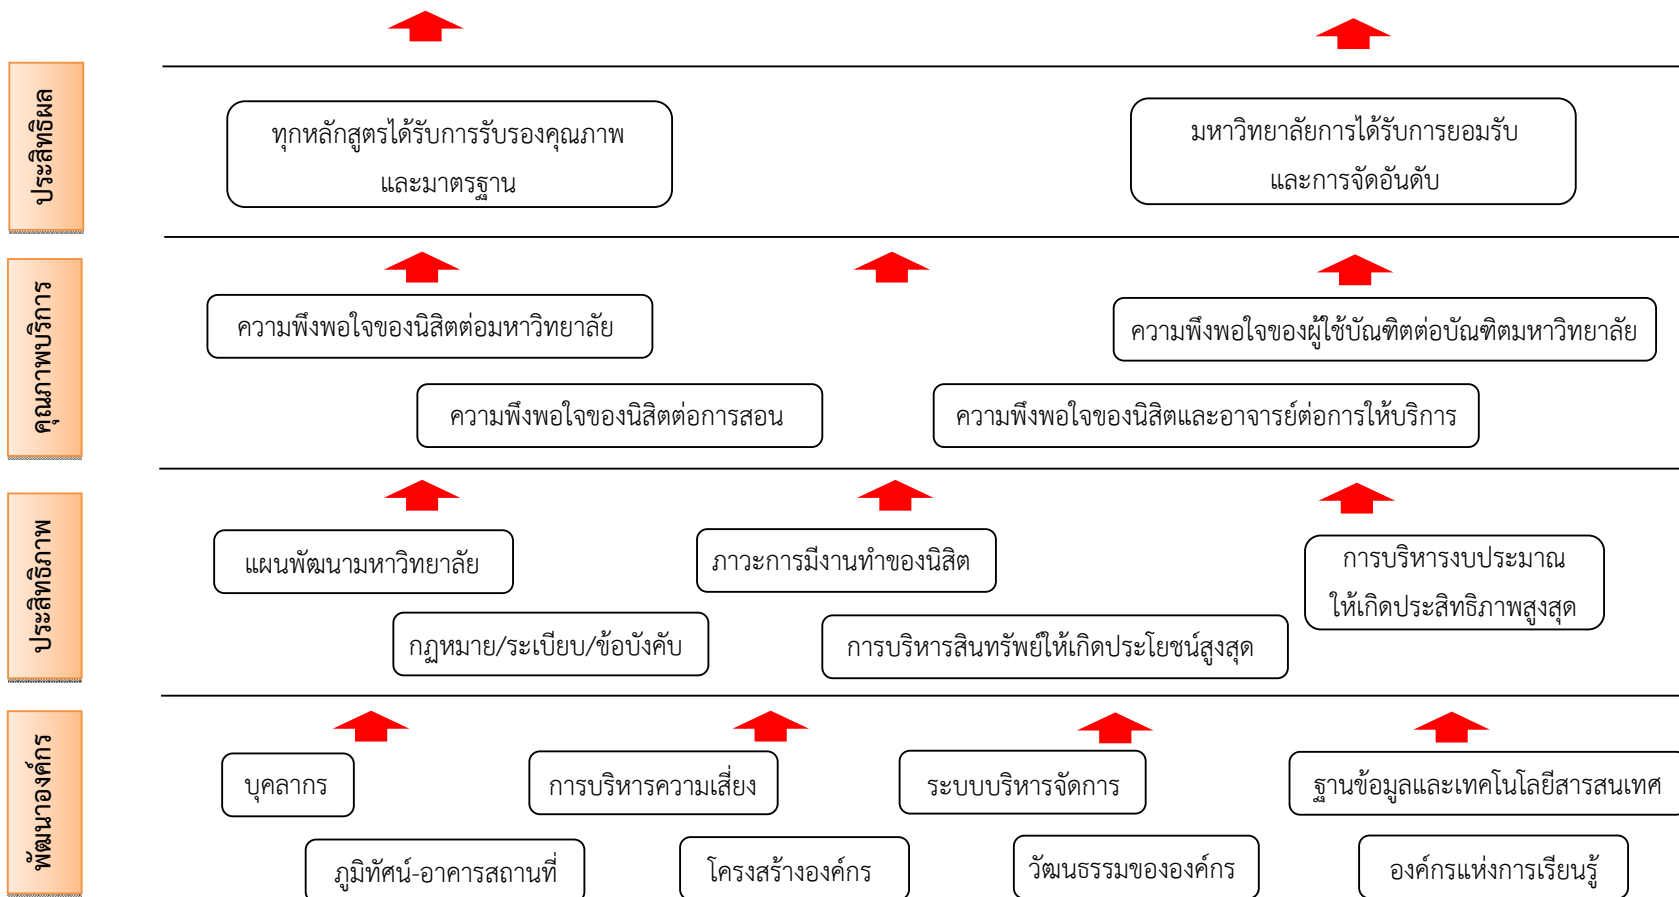 ประสิทธิผล
ทุกหลักสูตรได้รับการรับรองคุณภาพ
และมาตรฐาน
มหาวิทยาลัยการได้รับการยอมรับ
และการจัดอันดับ
คุณภาพบริการ
ความพึงพอใจของนิสิตต่อมหาวิทยาลัย
ความพึงพอใจของผู้ใช้บัณฑิตต่อบัณฑิตมหาวิทยาลัย
ความพึงพอใจของนิสิตต่อการสอน
ความพึงพอใจของนิสิตและอาจารย์ต่อการให้บริการ
ประสิทธิภาพ
แผนพัฒนามหาวิทยาลัย
ภาวะการมีงานทำของนิสิต
การบริหารงบประมาณ
ให้เกิดประสิทธิภาพสูงสุด
กฎหมาย/ระเบียบ/ข้อบังคับ
การบริหารสินทรัพย์ให้เกิดประโยชน์สูงสุด
พัฒนาองค์กร
บุคลากร
การบริหารความเสี่ยง
ระบบบริหารจัดการ
ฐานข้อมูลและเทคโนโลยีสารสนเทศ
ภูมิทัศน์-อาคารสถานที่
โครงสร้างองค์กร
วัฒนธรรมขององค์กร
องค์กรแห่งการเรียนรู้